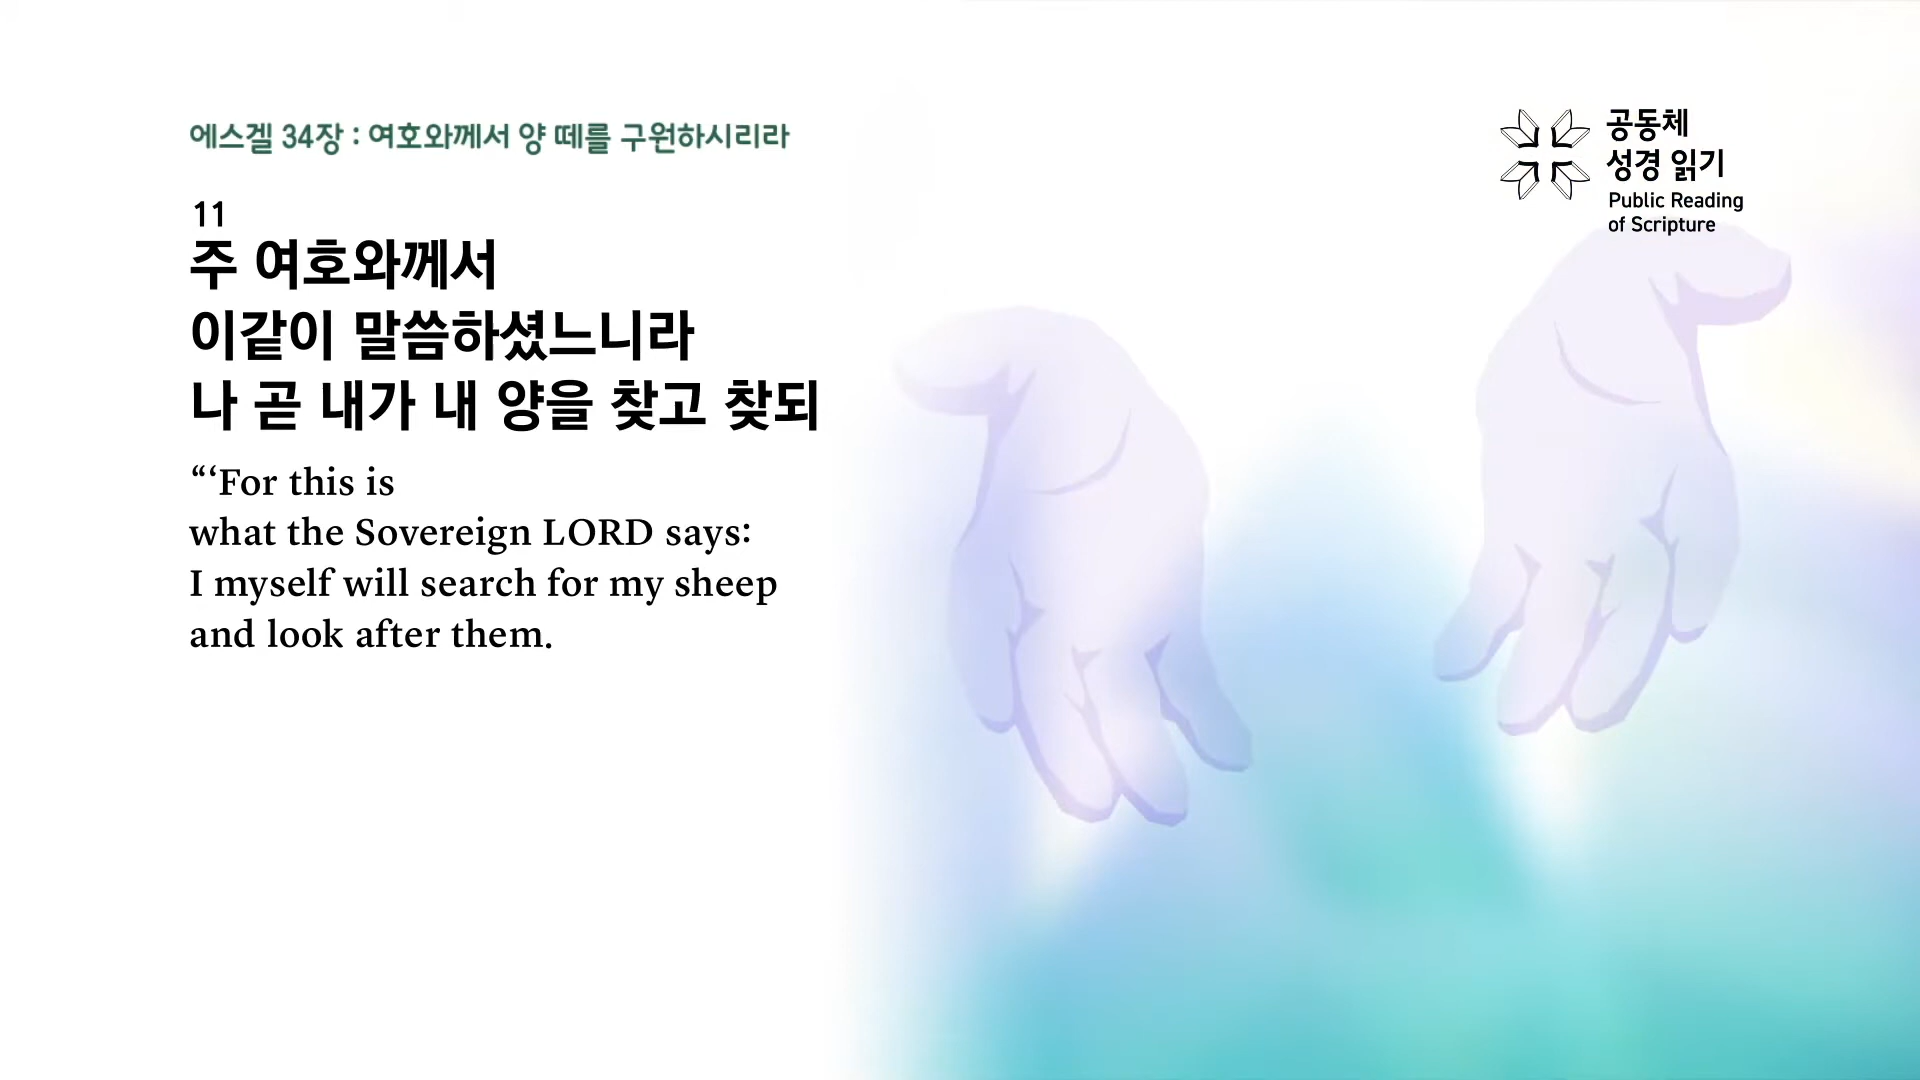 에스겔 34장 : 여호와께서 양 떼를 구원하시리라
공동체
성경 읽기
Public Reading
of Scripture
11
주 여호와께서
이같이 말씀하셨느니라
나 곧 내가 내 양을 찾고 찾되
“‘For this is
what the Sovereign LORD says:
I myself will search for my sheep
and look after them.